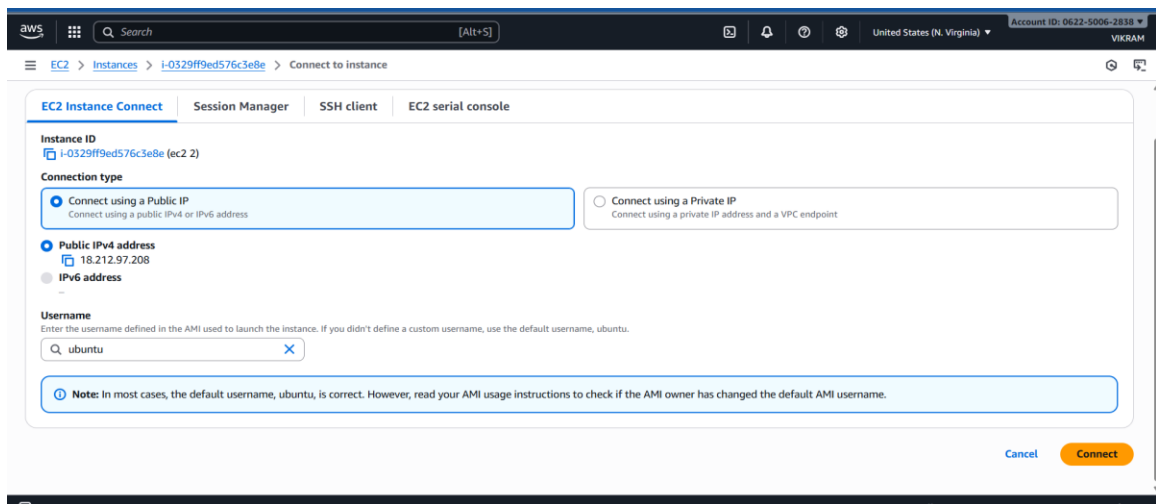 aws
Search [Alt+S]
United States (N. Virginia)
Account ID: 0622-5006-2838
VIKRAM
EC2 > Instances > i-0329ff9ed576c3e8e > Connect to instance
EC2 Instance Connect
Session Manager
SSH client
EC2 serial console
Instance ID
i-0329ff9ed576c3e8e (ec2 2)
Connection type
Connect using a Public IP
Connect using a public IPv4 or IPv6 address
Connect using a Private IP
Connect using a private IP address and a VPC endpoint
Public IPv4 address
18.212.97.208
IPv6 address
–
Username
Enter the username defined in the AMI used to launch the instance. If you didn't define a custom username, use the default username, ubuntu.
ubuntu
Note: In most cases, the default username, ubuntu, is correct. However, read your AMI usage instructions to check if the AMI owner has changed the default AMI username.
Cancel
Connect